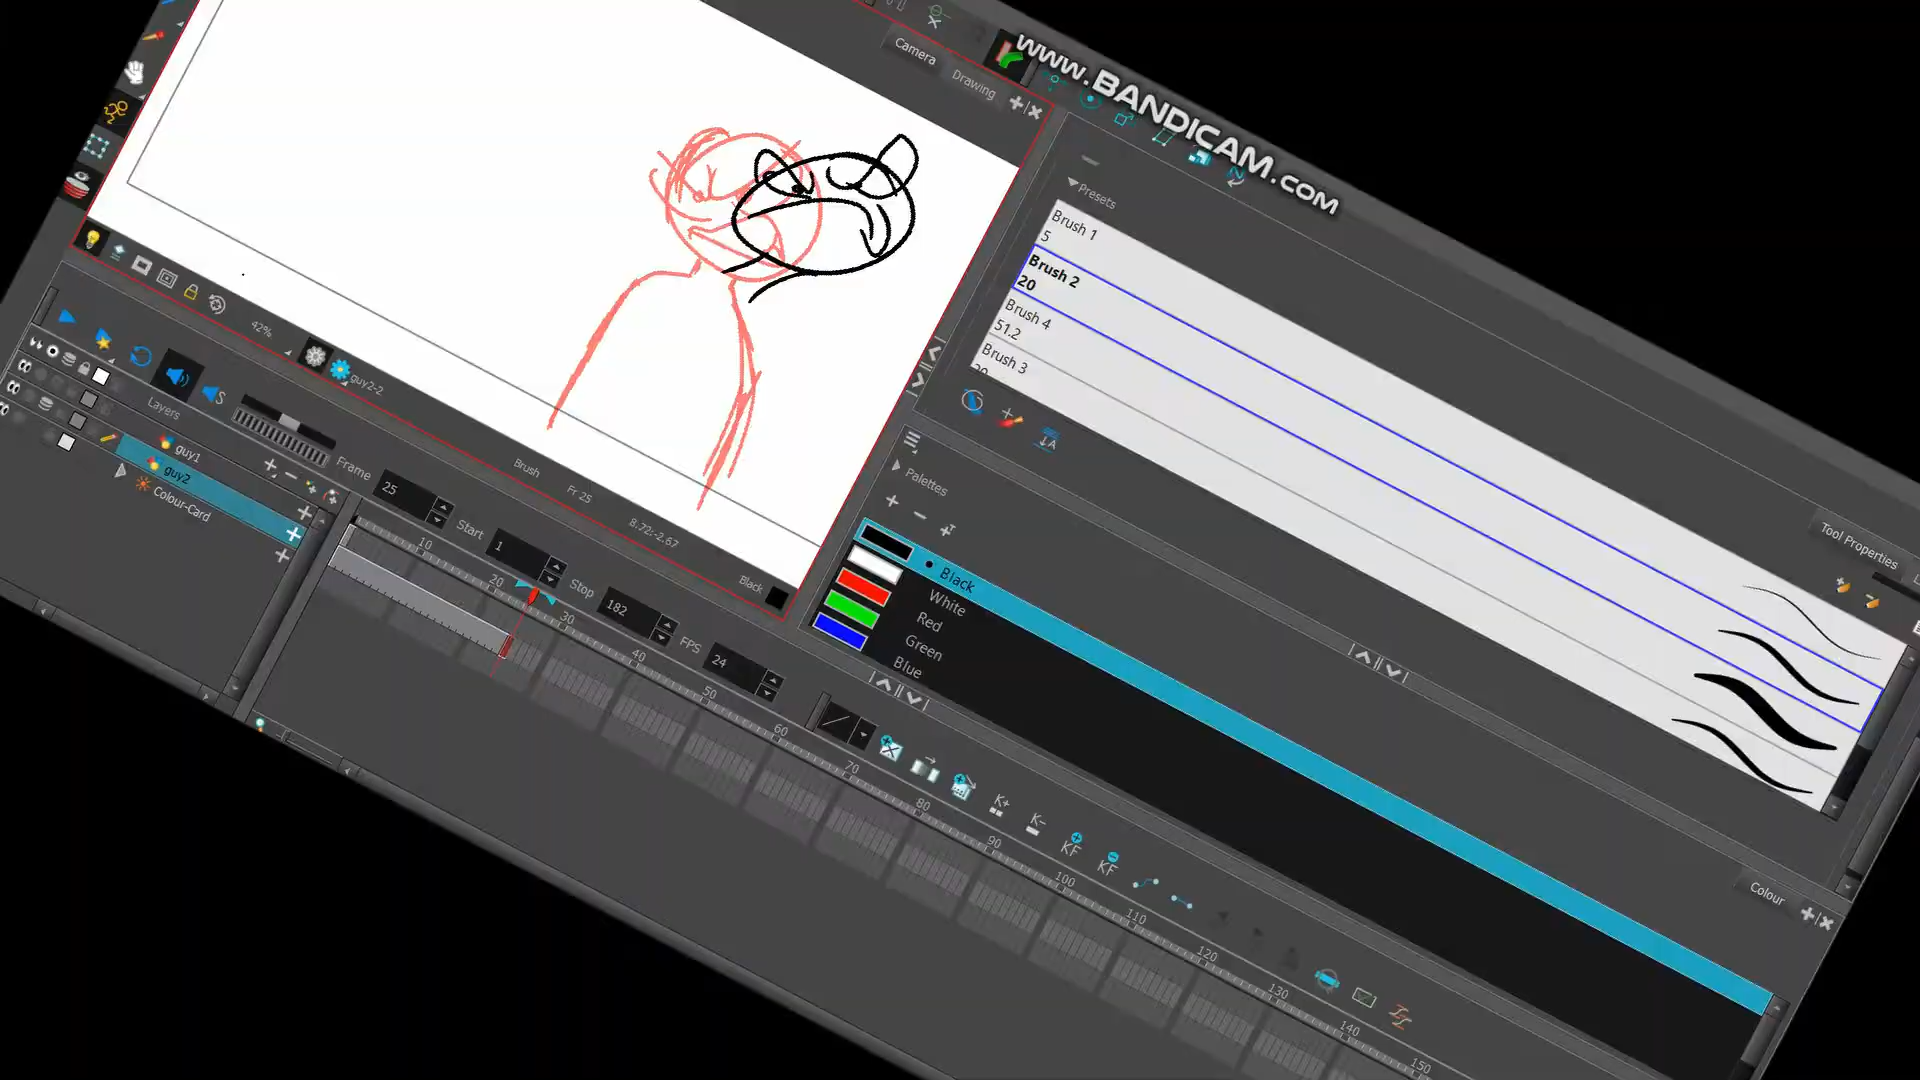 www.BANDICAM.com
Camera
Drawing
Presets
Brush 1
5
Brush 2
20
Brush 4
51.2
Brush 3
Tool Properties
42%
guy2-2
Brush
Fr 25
8.72:-2.67
Black
Palettes
Black
White
Red
Green
Blue
Colour
Layers
S
guy1
guy2
Colour-Card
Frame
25
Start
1
Stop
182
FPS
24
K+
K-
KF
KF
10
20
30
40
50
60
70
80
90
100
110
120
130
140
150